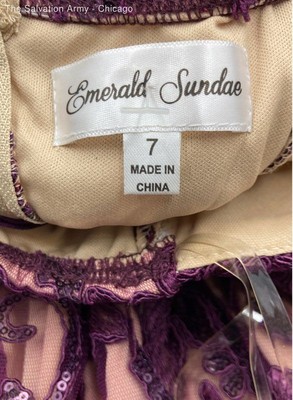 The Salvation Army - Chicago
Emerald Sundae
7
MADE IN
CHINA